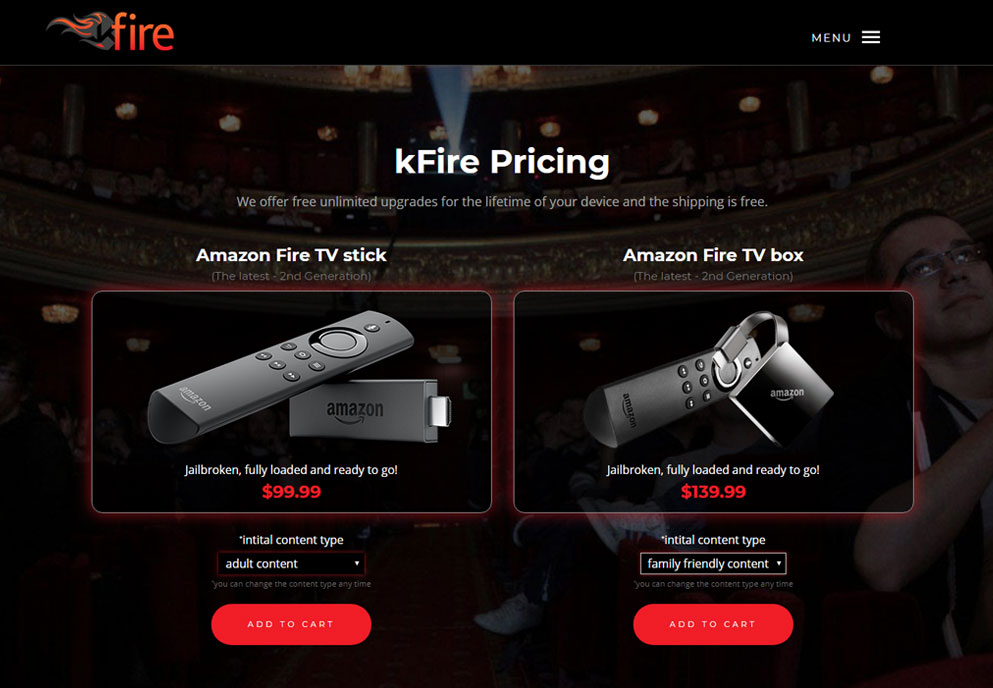 kfire
MENU
kFire Pricing
We offer free unlimited upgrades for the lifetime of your device and the shipping is free.
Amazon Fire TV stick
(The latest - 2nd Generation)
amazon
amazon
Jailbroken, fully loaded and ready to go!
$99.99
*intital content type
adult content
*you can change the content type any time
ADD TO CART
Amazon Fire TV box
(The latest - 2nd Generation)
amazon
amazon
Jailbroken, fully loaded and ready to go!
$139.99
*intital content type
family friendly content
*you can change the content type any time
ADD TO CART